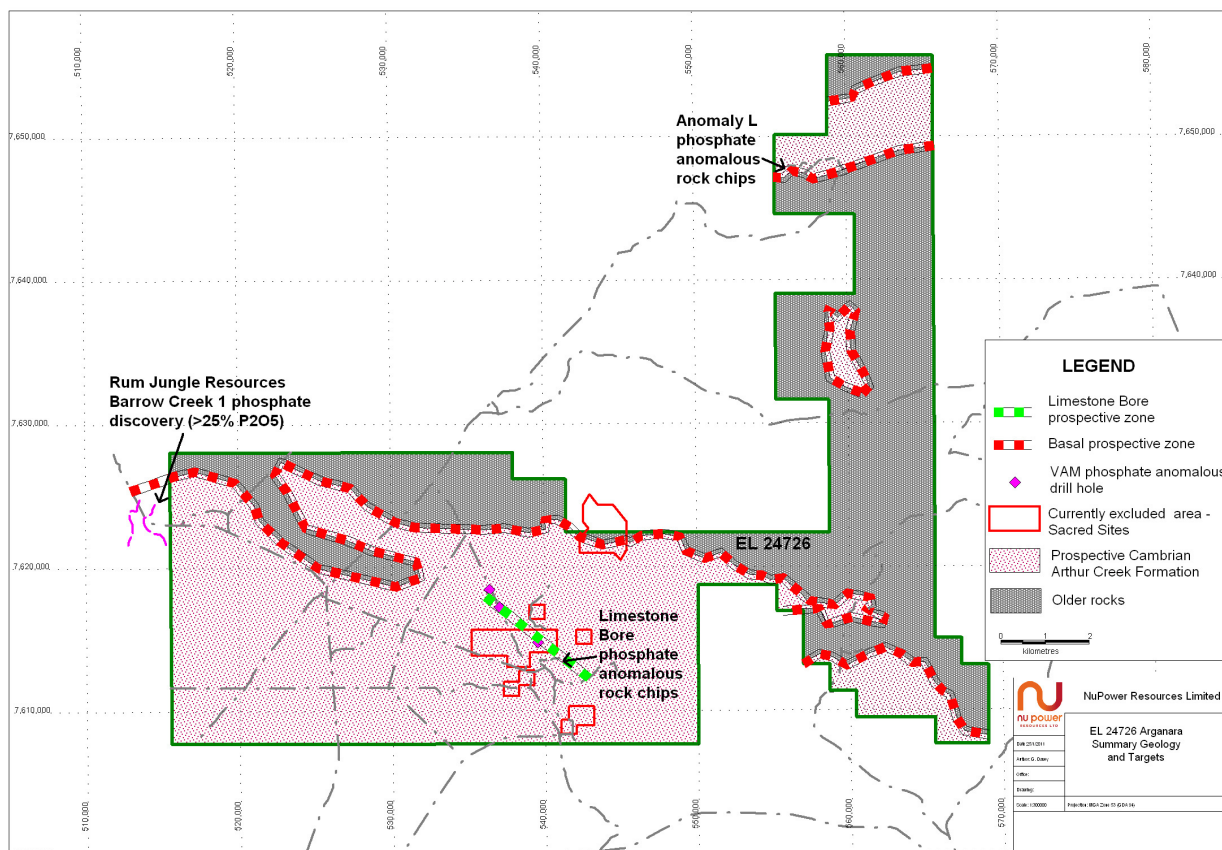 510,000
520,000
530,000
540,000
550,000
560,000
570,000
580,000
7,650,000
7,650,000
Anomaly L
phosphate
anomalous
rock chips
7,640,000
7,640,000
Rum Jungle Resources
Barrow Creek 1 phosphate
discovery (>25% P2O5)
7,630,000
EL 24726
7,620,000
Limestone
Bore
phosphate
anomalous
rock chips
7,610,000
510,000
520,000
530,000
540,000
550,000
560,000
570,000
LEGEND
Limestone Bore
prospective zone
Basal prospective zone
VAM phosphate anomalous
drill hole
Currently excluded area -
Sacred Sites
Prospective Cambrian
Arthur Creek Formation
Older rocks
0 1 2
kilometres
nu power
RESOURCES LTD
NuPower Resources Limited
EL 24726 Arganara
Summary Geology
and Targets
Office:
Drawing: